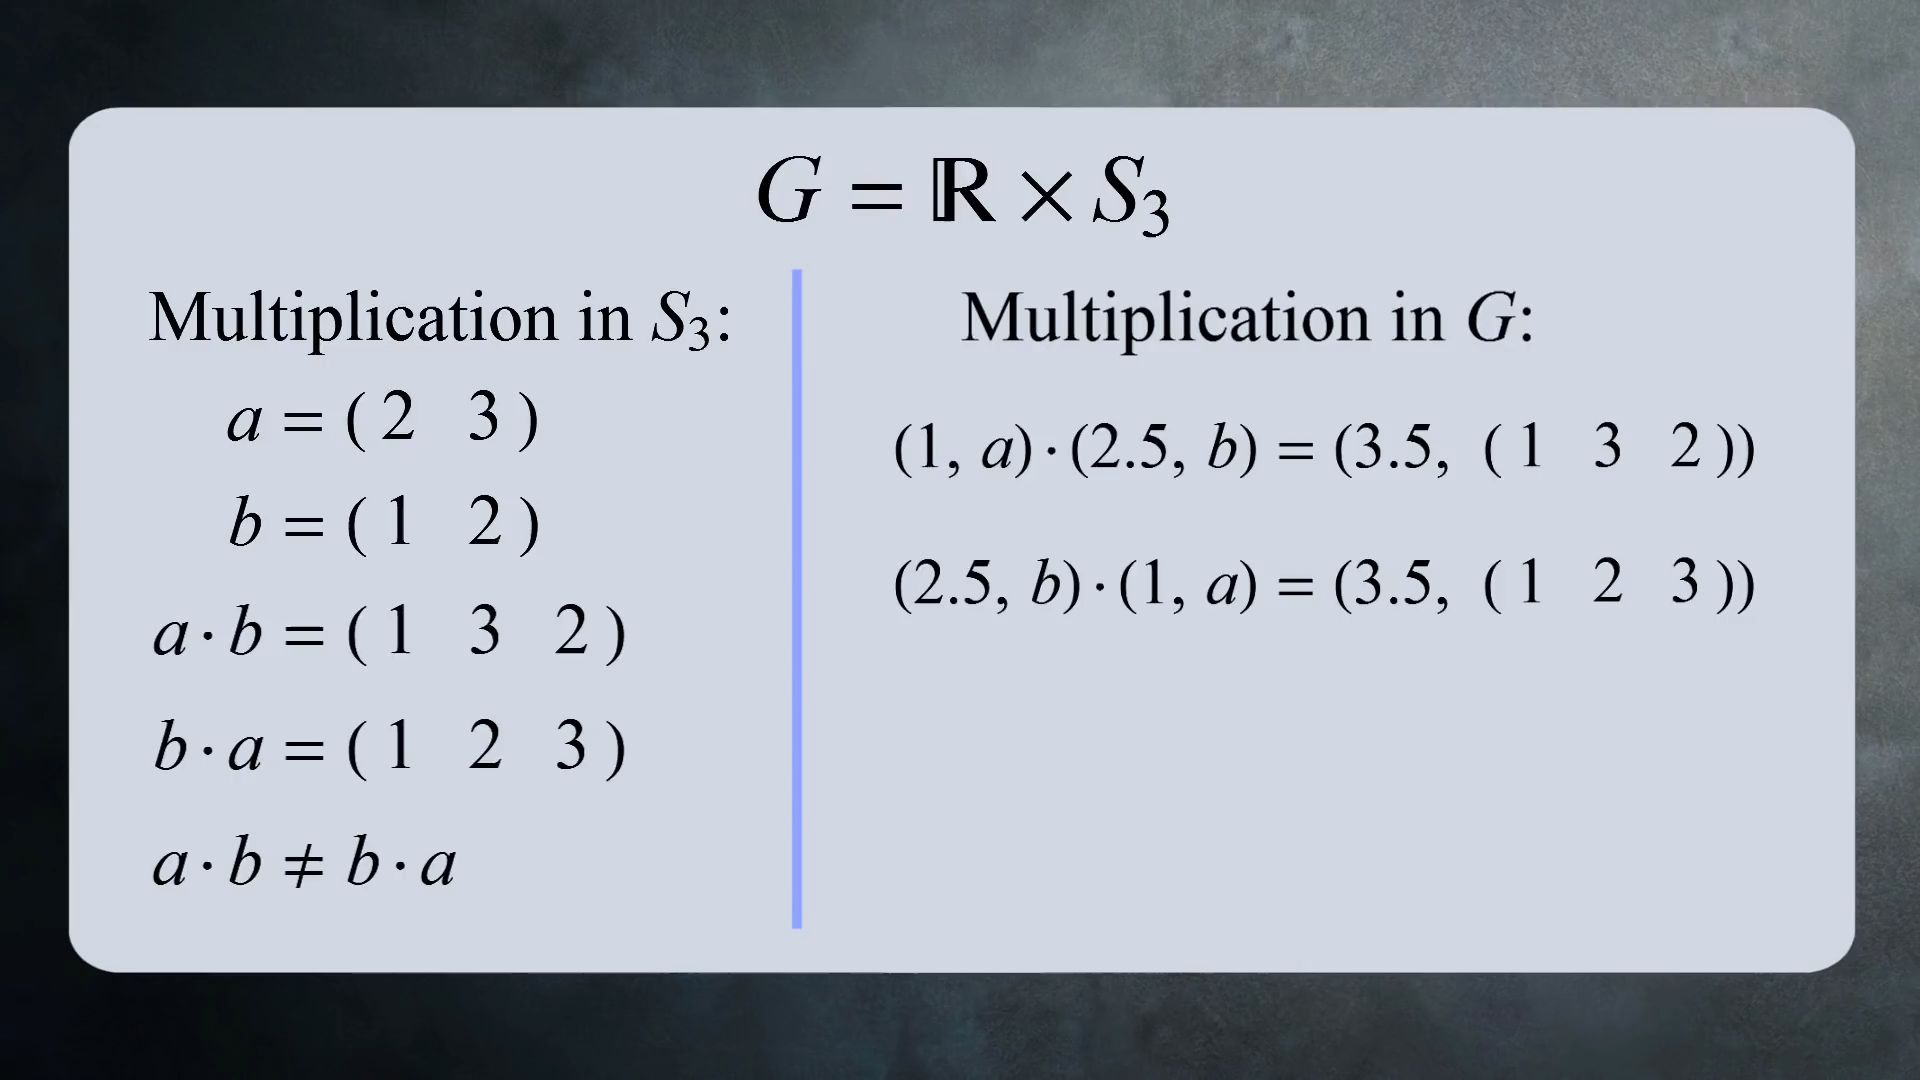 G = ℝ × S₃
Multiplication in S₃:
a = ( 2 3 )
b = ( 1 2 )
a · b = ( 1 3 2 )
b · a = ( 1 2 3 )
a · b ≠ b · a
Multiplication in G:
(1, a) · (2.5, b) = (3.5, ( 1 3 2 ))
(2.5, b) · (1, a) = (3.5, ( 1 2 3 ))